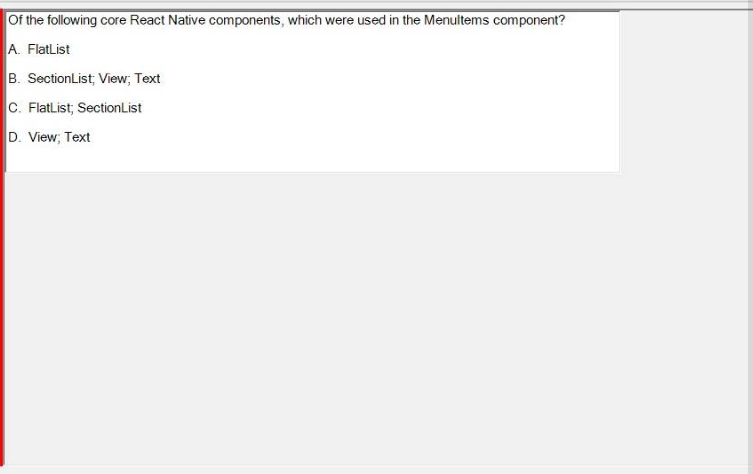 Of the following core React Native components, which were used in the MenuItems component?
A. FlatList
B. SectionList; View; Text
C. FlatList; SectionList
D. View; Text